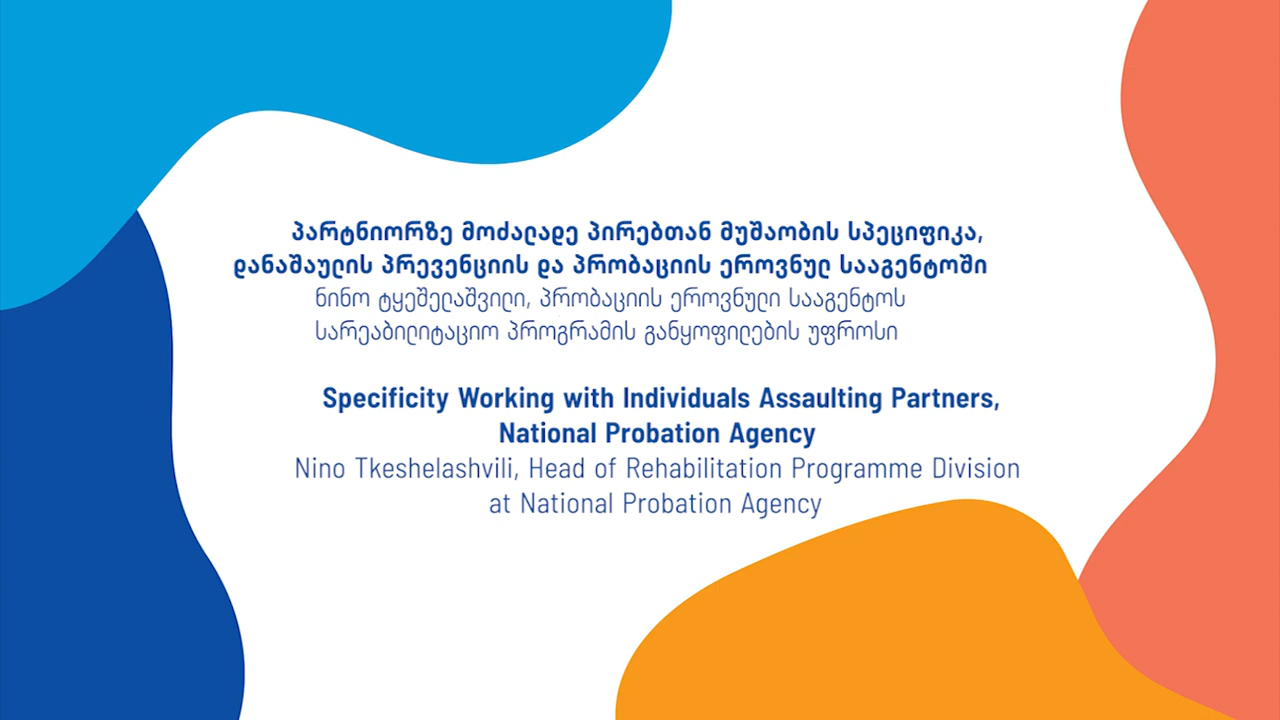 პარტნიორზე მოძალადე პირებთან მუშაობის სპეციფიკა,
დანაშაულის პრევენციის და პრობაციის ეროვნულ სააგენტოში
ნინო ტყეშელაშვილი, პრობაციის ეროვნული სააგენტოს
სარეაბილიტაციო პროგრამის განყოფილების უფროსი
Specificity Working with Individuals Assaulting Partners,
National Probation Agency
Nino Tkeshelashvili, Head of Rehabilitation Programme Division
at National Probation Agency